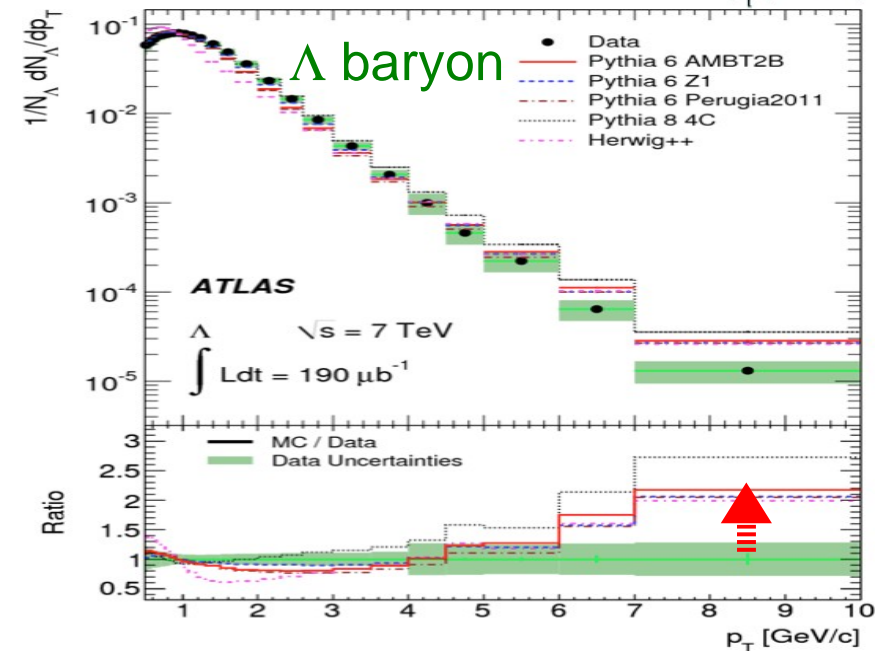 1/N_Λ dN_Λ/dp_T
10⁻¹
10⁻²
10⁻³
10⁻⁴
10⁻⁵
Λ baryon
Data
Pythia 6 AMBT2B
Pythia 6 Z1
Pythia 6 Perugia2011
Pythia 8 4C
Herwig++
ATLAS
Λ √s = 7 TeV
∫ Ldt = 190 μb⁻¹
Ratio
3
2.5
2
1.5
1
0.5
MC / Data
Data Uncertainties
1 2 3 4 5 6 7 8 9 10
p_T [GeV/c]